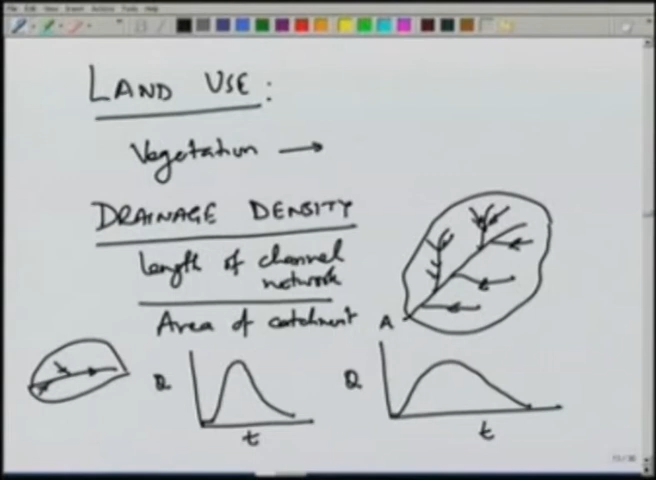 LAND USE:
Vegetation →
DRAINAGE DENSITY
Length of channel
network
Area of catchment
A
Q
t
Q
t